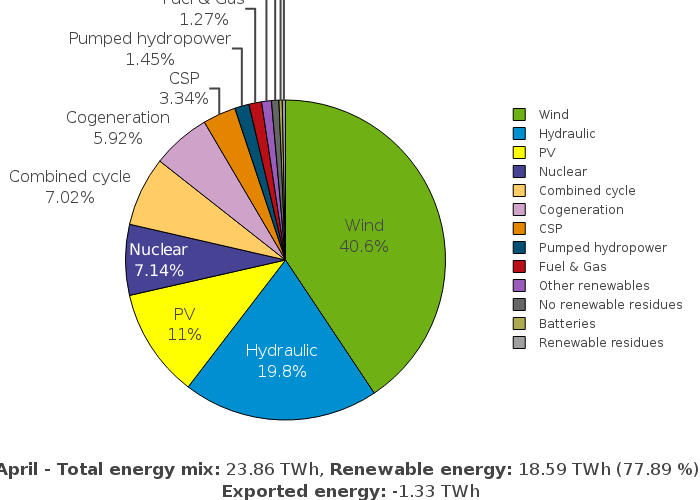 Fuel & Gas
1.27%
Pumped hydropower
1.45%
CSP
3.34%
Cogeneration
5.92%
Combined cycle
7.02%
Nuclear
7.14%
PV
11%
Hydraulic
19.8%
Wind
40.6%
Wind
Hydraulic
PV
Nuclear
Combined cycle
Cogeneration
CSP
Pumped hydropower
Fuel & Gas
Other renewables
No renewable residues
Batteries
Renewable residues
April - Total energy mix: 23.86 TWh, Renewable energy: 18.59 TWh (77.89 %)
Exported energy: -1.33 TWh